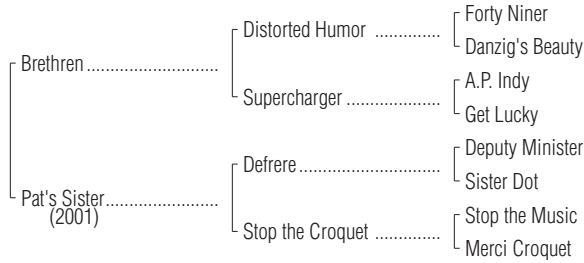 Forty Niner
Distorted Humor ..............
Danzig's Beauty
Brethren ............................
A.P. Indy
Supercharger ....................
Get Lucky
Deputy Minister
Defrere..............................
Sister Dot
Pat's Sister........................
(2001)
Stop the Music
Stop the Croquet ..............
Merci Croquet